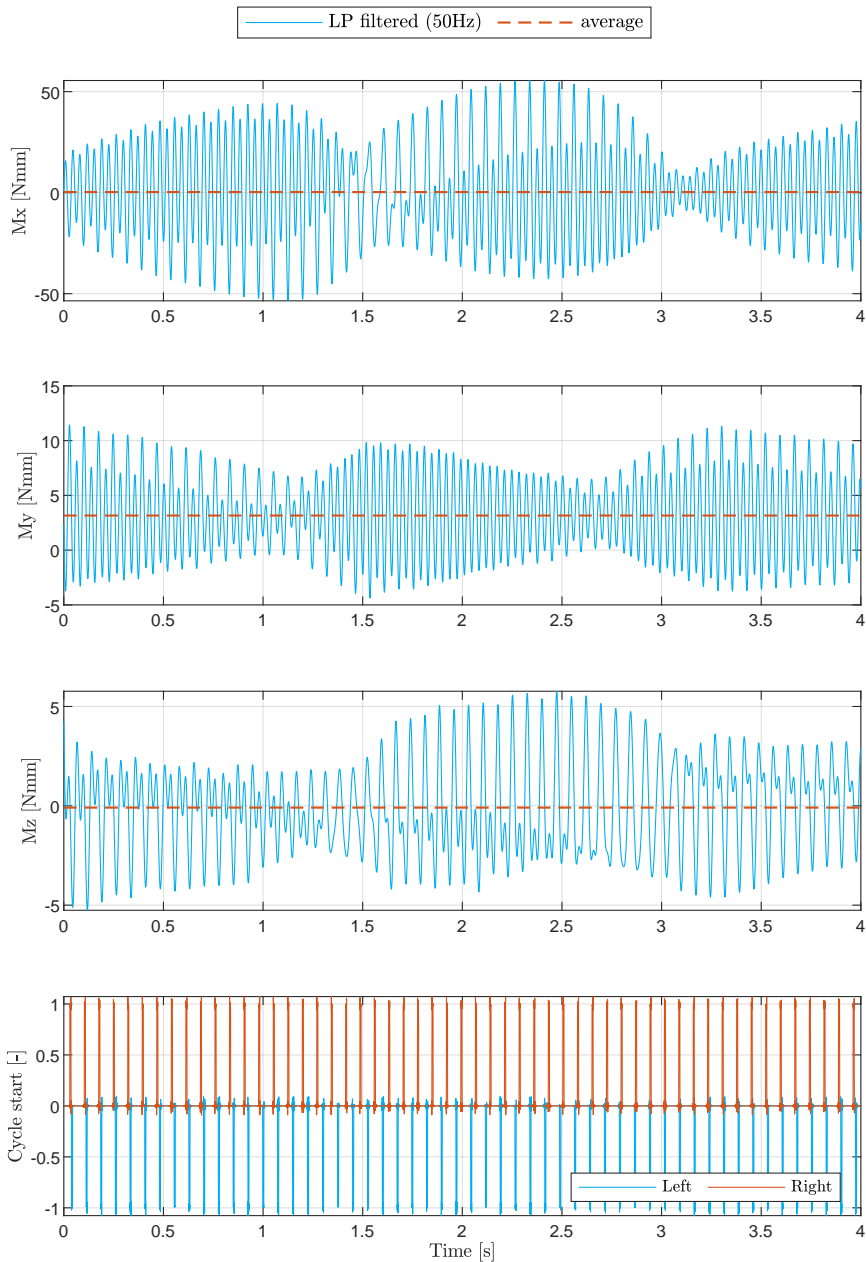 LP filtered (50Hz) average
50
0
-50
Mx [Nmm]
0 0.5 1 1.5 2 2.5 3 3.5 4
15
10
5
0
-5
My [Nmm]
0 0.5 1 1.5 2 2.5 3 3.5 4
5
0
-5
Mz [Nmm]
0 0.5 1 1.5 2 2.5 3 3.5 4
1
0.5
0
-0.5
-1
Cycle start [-]
Left Right
0 0.5 1 1.5 2 2.5 3 3.5 4
Time [s]